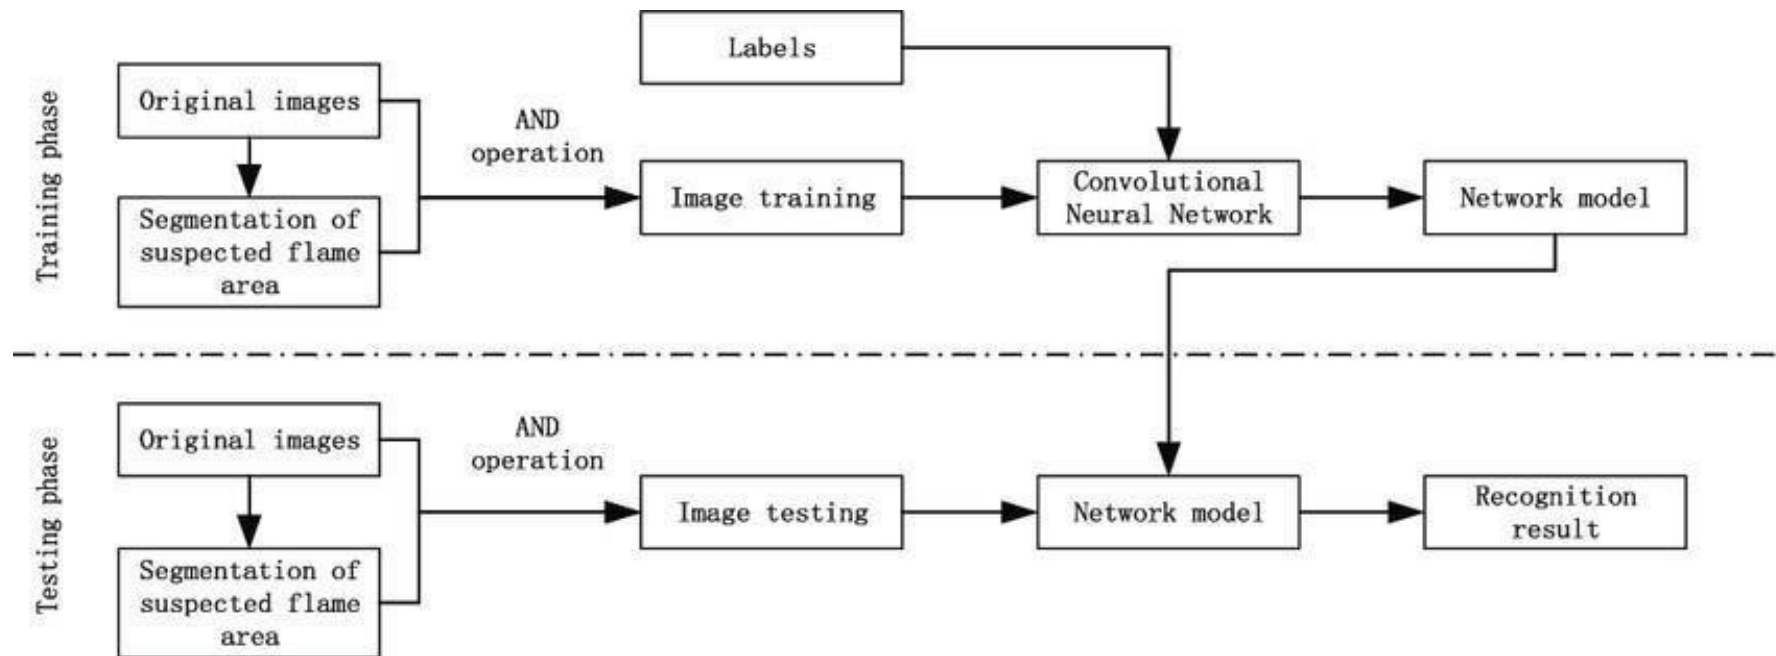 Training phase
Original images
Segmentation of
suspected flame
area
AND
operation
Labels
Image training
Convolutional
Neural Network
Network model
Testing phase
Original images
Segmentation of
suspected flame
area
AND
operation
Image testing
Network model
Recognition
result